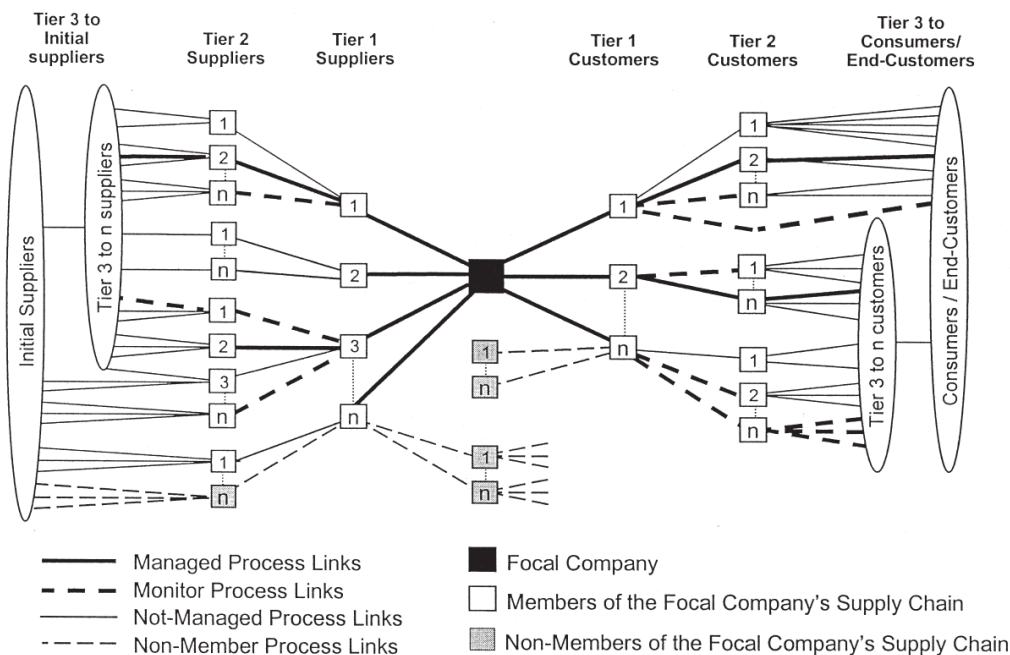 Tier 3 to
Initial
suppliers
Tier 2
Suppliers
Tier 1
Suppliers
Tier 1
Customers
Tier 2
Customers
Tier 3 to
Consumers/
End-Customers
Initial Suppliers
Tier 3 to n suppliers
1
2
n
1
n
1
2
3
n
1
n
1
2
3
n
1
n
1
n
1
2
n
1
2
n
1
n
1
2
n
Tier 3 to n customers
Consumers / End-Customers
Managed Process Links
Monitor Process Links
Not-Managed Process Links
Non-Member Process Links
Focal Company
Members of the Focal Company's Supply Chain
Non-Members of the Focal Company's Supply Chain